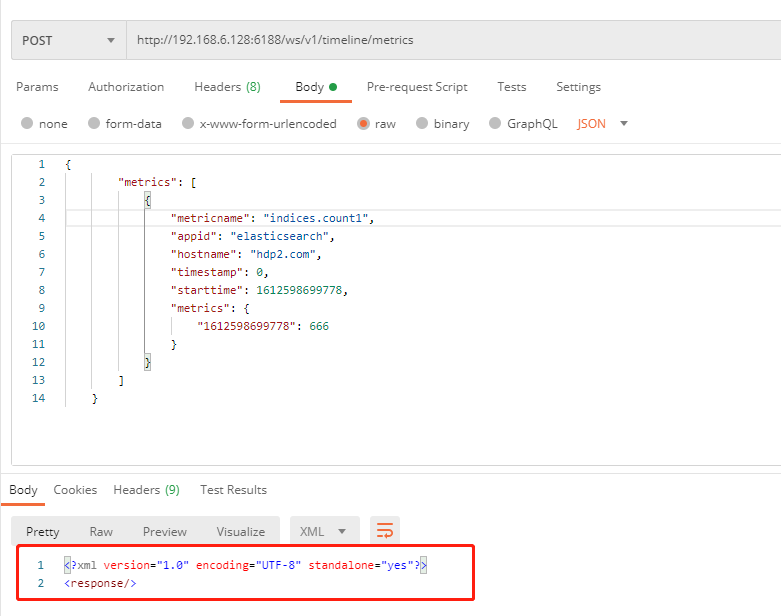 POST http://192.168.6.128:6188/ws/v1/timeline/metrics
Params Authorization Headers (8) Body Pre-request Script Tests Settings
none form-data x-www-form-urlencoded raw binary GraphQL JSON
1 {
2 "metrics": [
3 {
4 "metricname": "indices.count1",
5 "appid": "elasticsearch",
6 "hostname": "hdp2.com",
7 "timestamp": 0,
8 "starttime": 1612598699778,
9 "metrics": {
10 "1612598699778": 666
11 }
12 }
13 ]
14 }
Body Cookies Headers (9) Test Results
Pretty Raw Preview Visualize XML
1 <?xml version="1.0" encoding="UTF-8" standalone="yes"?>
2 <response/>